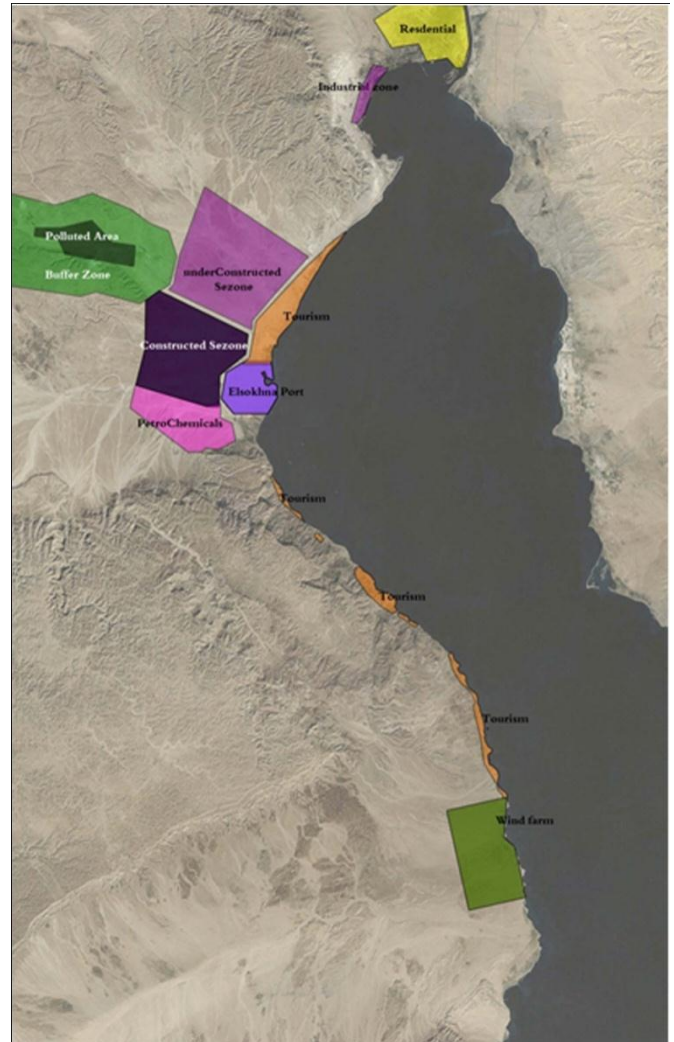 Resdential
Industrial zone
Polluted Area
Buffer Zone
underConstructed
Sezone
Tourism
Constructed Sezone
Elsokhna Port
PetroChemicals
Tourism
Tourism
Tourism
Wind farm